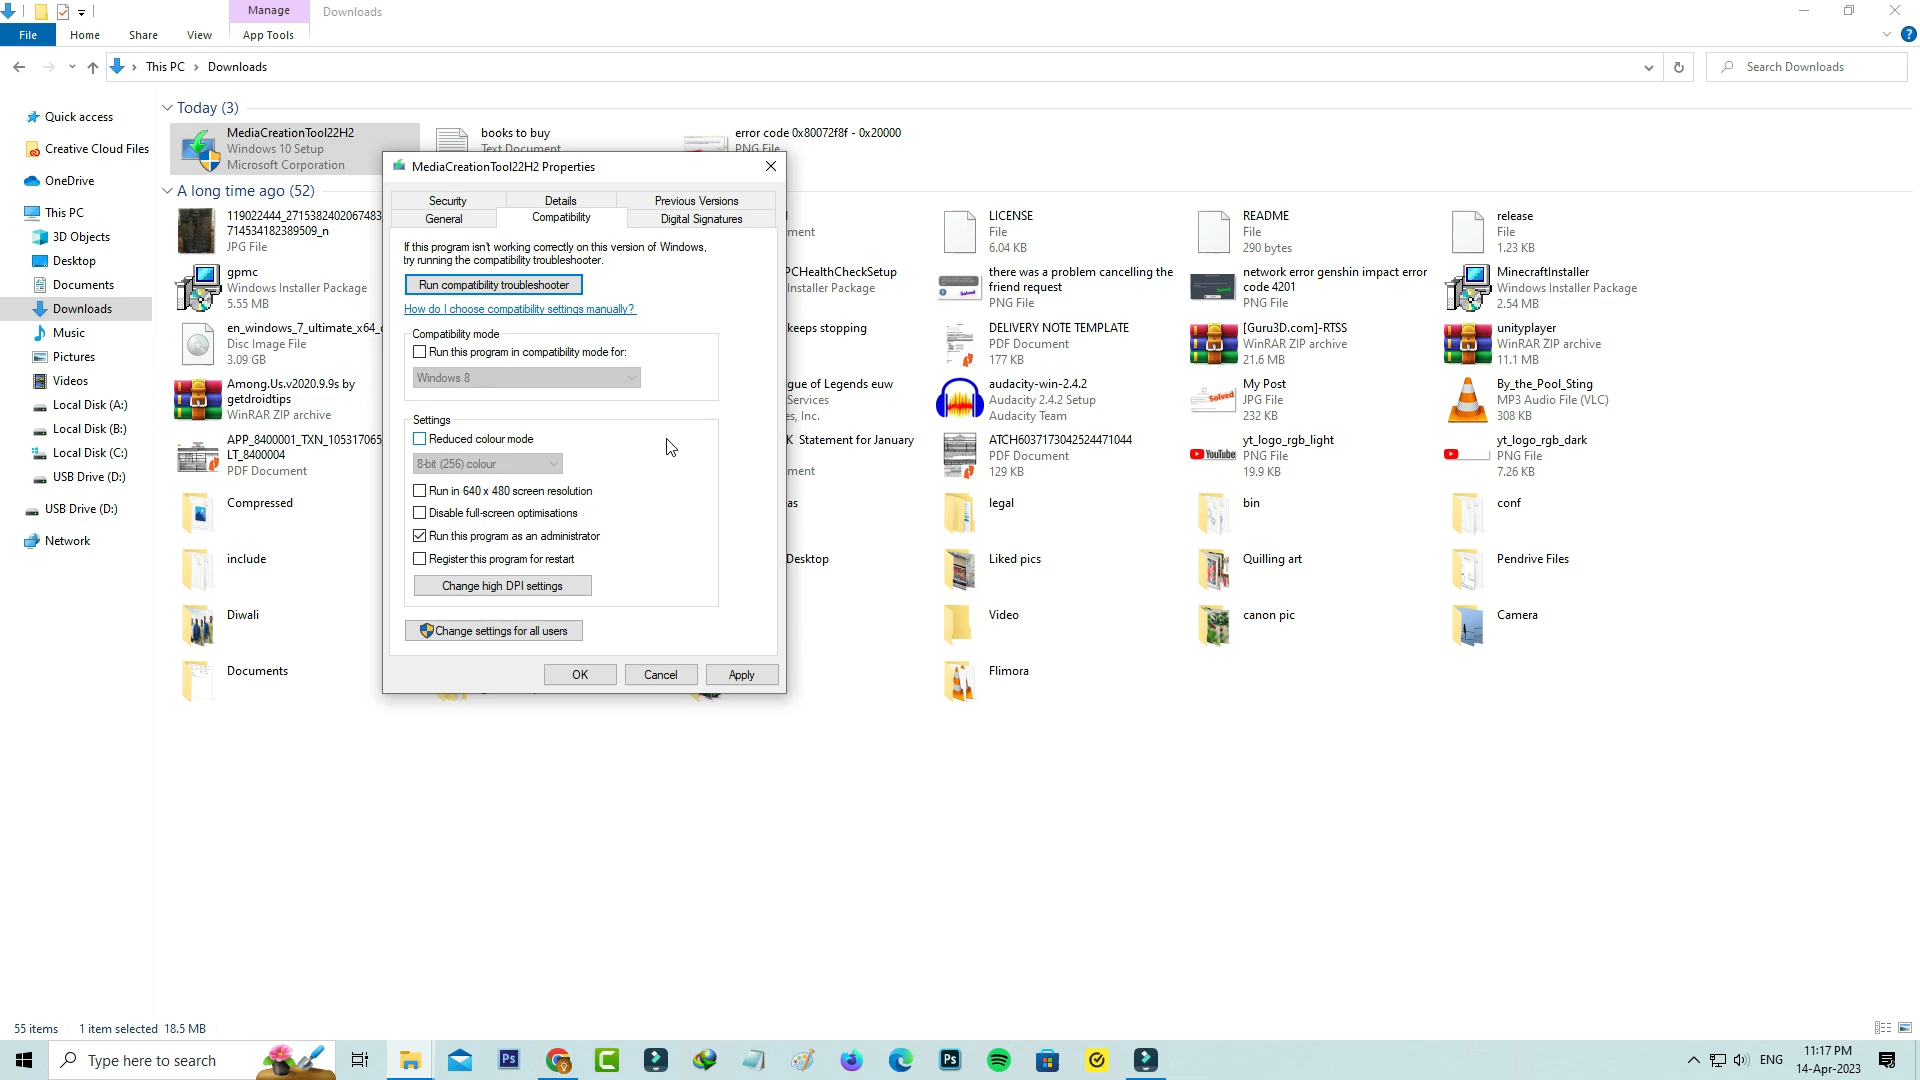 Manage
Downloads
File
Home
Share
View
App Tools
This PC
Downloads
Search Downloads
Quick access
Creative Cloud Files
OneDrive
This PC
3D Objects
Desktop
Documents
Downloads
Music
Pictures
Videos
Local Disk (A:)
Local Disk (B:)
Local Disk (C:)
USB Drive (D:)
USB Drive (D:)
Network
Today (3)
MediaCreationTool22H2
Windows 10 Setup
Microsoft Corporation
books to buy
Text Document
error code 0x80072f8f - 0x20000
PNG File
A long time ago (52)
119022444_2715382402067483
714534182389509_n
JPG File
ment
LICENSE
File
6.04 KB
README
File
290 bytes
release
File
1.23 KB
gpmc
Windows Installer Package
5.55 MB
PCHealthCheckSetup
Installer Package
there was a problem cancelling the
friend request
PNG File
network error genshin impact error
code 4201
PNG File
MinecraftInstaller
Windows Installer Package
2.54 MB
en_windows_7_ultimate_x64_
Disc Image File
3.09 GB
keeps stopping
DELIVERY NOTE TEMPLATE
PDF Document
177 KB
[Guru3D.com]-RTSS
WinRAR ZIP archive
21.6 MB
unityplayer
WinRAR ZIP archive
11.1 MB
Among.Us.v2020.9.9s by
getdroidtips
WinRAR ZIP archive
gue of Legends euw
Services
es, Inc.
audacity-win-2.4.2
Audacity 2.4.2 Setup
Audacity Team
My Post
JPG File
232 KB
Solved
By_the_Pool_Sting
MP3 Audio File (VLC)
308 KB
APP_8400001_TXN_105317065
LT_8400004
PDF Document
K Statement for January
ment
ATCH6037173042524471044
PDF Document
129 KB
YouTube
yt_logo_rgb_light
PNG File
19.9 KB
yt_logo_rgb_dark
PNG File
7.26 KB
Compressed
as
legal
bin
conf
include
Desktop
Liked pics
Quilling art
Pendrive Files
Diwali
Video
canon pic
Camera
Documents
Flimora
MediaCreationTool22H2 Properties
Security
Details
Previous Versions
General
Compatibility
Digital Signatures
If this program isn't working correctly on this version of Windows,
try running the compatibility troubleshooter.
Run compatibility troubleshooter
How do I choose compatibility settings manually?
Compatibility mode
Run this program in compatibility mode for:
Windows 8
Settings
Reduced colour mode
8-bit (256) colour
Run in 640 x 480 screen resolution
Disable full-screen optimisations
Run this program as an administrator
Register this program for restart
Change high DPI settings
Change settings for all users
OK
Cancel
Apply
55 items
1 item selected 18.5 MB
Type here to search
Ps
Ps
ENG
11:17 PM
14-Apr-2023